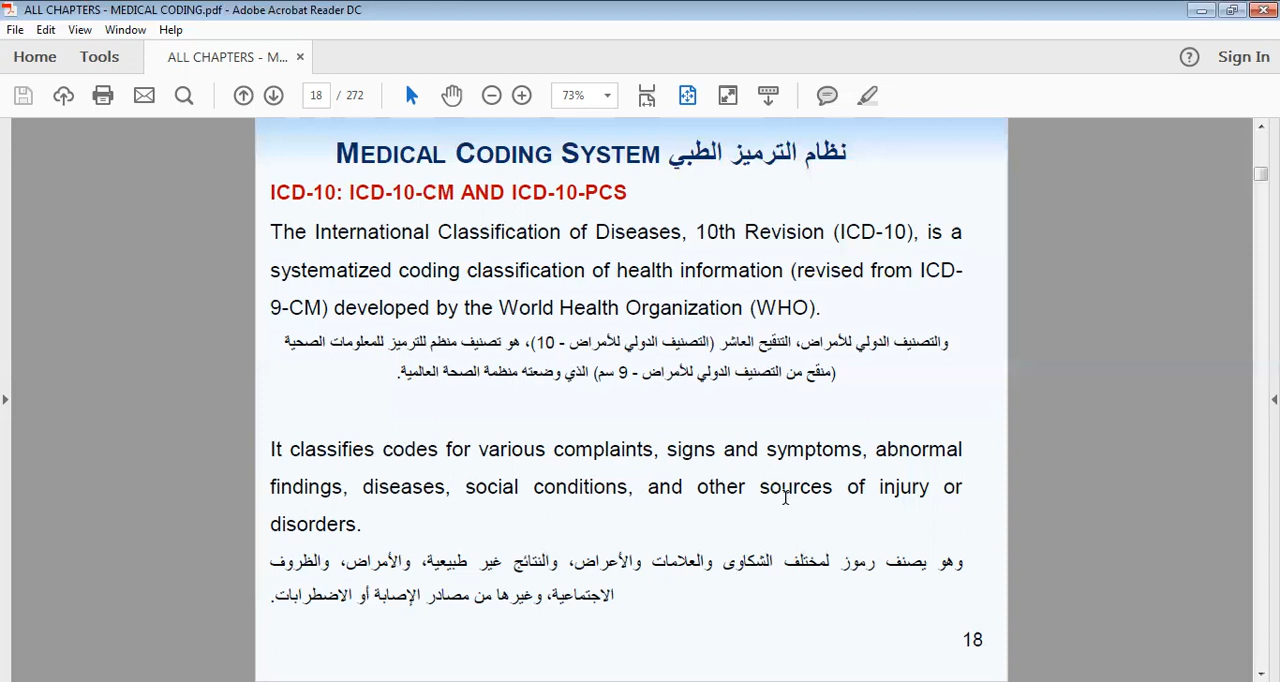 ALL CHAPTERS - MEDICAL CODING.pdf - Adobe Acrobat Reader DC
File Edit View Window Help
Home Tools ALL CHAPTERS - M... × ? Sign In
18 / 272 73%
MEDICAL CODING SYSTEM نظام الترميز الطبي
ICD-10: ICD-10-CM AND ICD-10-PCS
The International Classification of Diseases, 10th Revision (ICD-10), is a
systematized coding classification of health information (revised from ICD-
9-CM) developed by the World Health Organization (WHO).
والتصنيف الدولي للأمراض، التنقيح العاشر (التصنيف الدولي للأمراض - 10)، هو تصنيف منظم للترميز للمعلومات الصحية
(منقح من التصنيف الدولي للأمراض - 9 سم) الذي وضعته منظمة الصحة العالمية.
It classifies codes for various complaints, signs and symptoms, abnormal
findings, diseases, social conditions, and other sources of injury or
disorders.
وهو يصنف رموز لمختلف الشكاوى والعلامات والأعراض، والنتائج غير طبيعية، والأمراض، والظروف
الاجتماعية، وغيرها من مصادر الإصابة أو الاضطرابات.
18